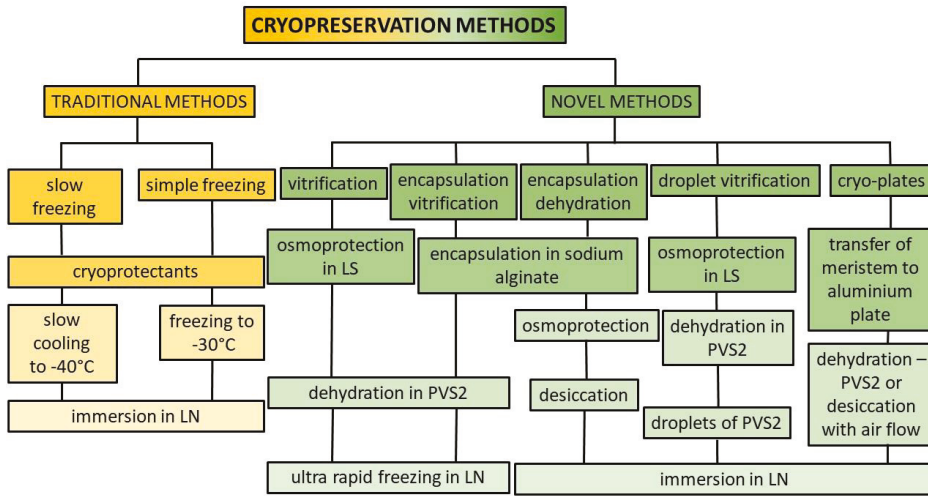 CRYOPRESERVATION METHODS
TRADITIONAL METHODS
NOVEL METHODS
slow
freezing
simple freezing
vitrification
encapsulation
vitrification
encapsulation
dehydration
droplet vitrification
cryo-plates
osmoprotection
in LS
encapsulation in sodium
alginate
osmoprotection
in LS
transfer of
meristem to
aluminium
plate
cryoprotectants
slow
cooling
to -40°C
freezing to
-30°C
osmoprotection
dehydration in
PVS2
dehydration –
PVS2 or
desiccation
with air flow
dehydration in PVS2
desiccation
droplets of PVS2
immersion in LN
ultra rapid freezing in LN
immersion in LN